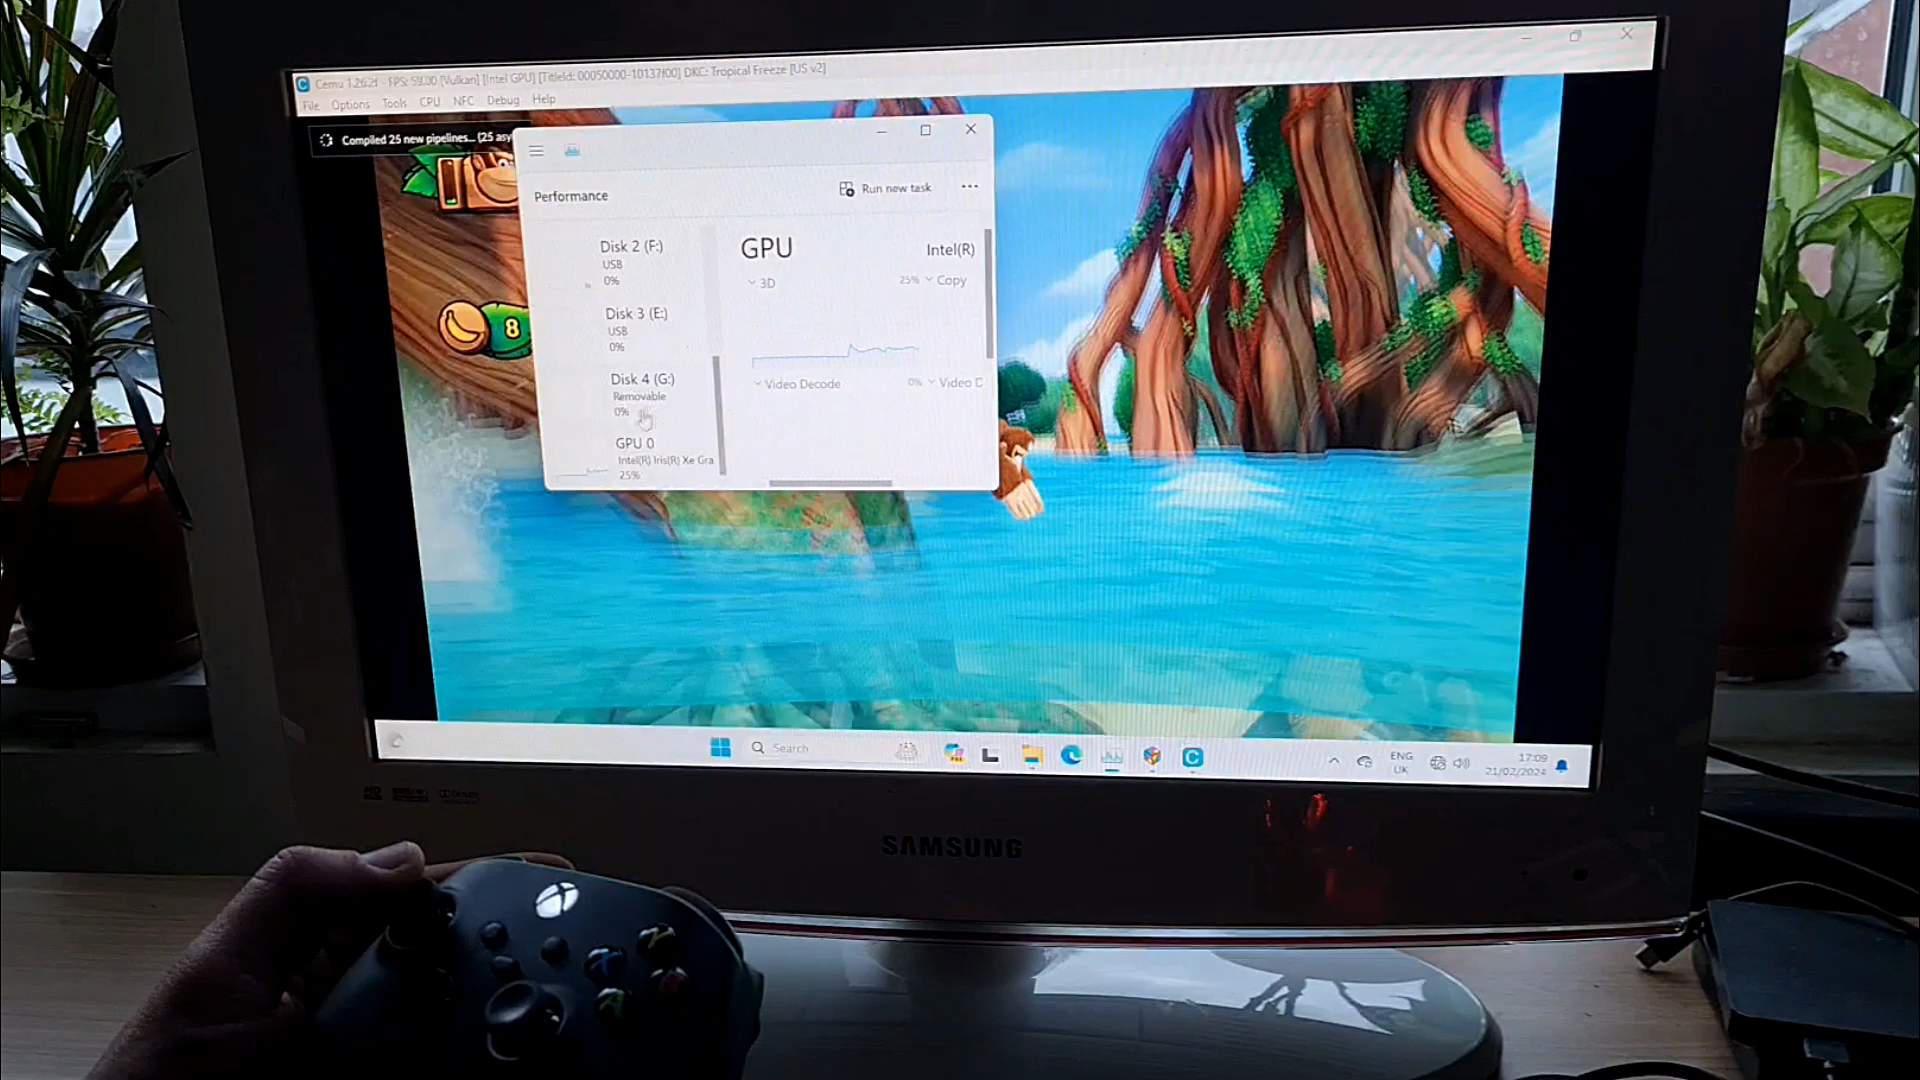 Cemu 1.26.2f - FPS: 59.00 [Vulkan] [Intel GPU] [TitleId: 00050000-10137f00] DKC: Tropical Freeze [US v2]
File Options Tools CPU NFC Debug Help
Compiled 25 new pipelines... (25 asy
Performance
Run new task
Disk 2 (F:)
USB
0%
Disk 3 (E:)
USB
0%
Disk 4 (G:)
Removable
0%
GPU 0
Intel(R) Iris(R) Xe Gra
25%
GPU
Intel(R)
3D
25%
Copy
Video Decode
0%
Video D
8
Search
ENG
UK
17:09
21/02/2024
SAMSUNG